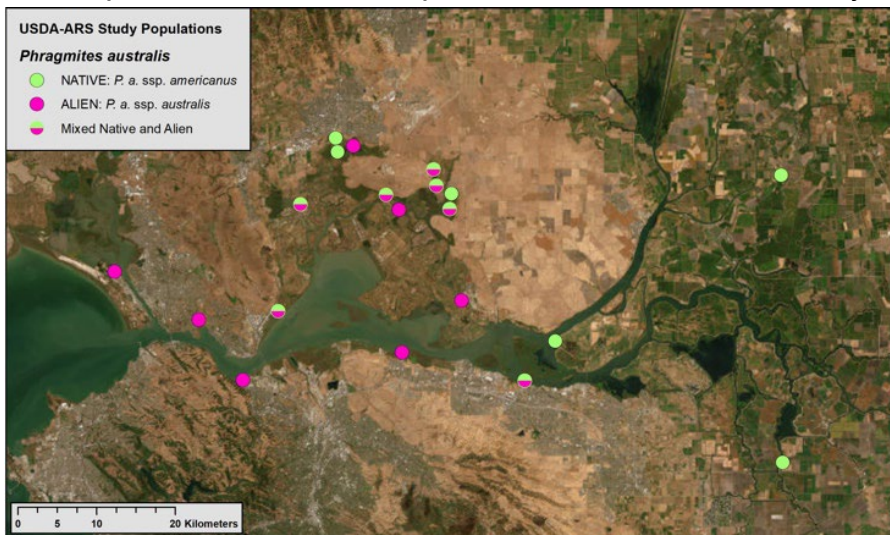 USDA-ARS Study Populations
Phragmites australis
NATIVE: P. a. ssp. americanus
ALIEN: P. a. ssp. australis
Mixed Native and Alien
0 5 10 20 Kilometers